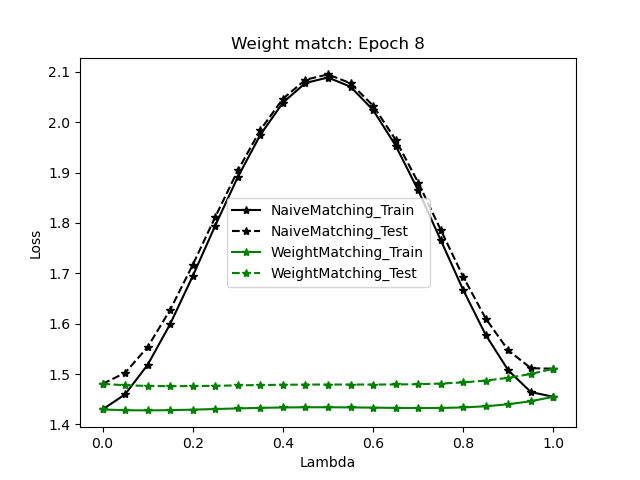 Weight match: Epoch 8
2.1
2.0
1.9
1.8
1.7
1.6
1.5
1.4
Loss
NaiveMatching_Train
NaiveMatching_Test
WeightMatching_Train
WeightMatching_Test
0.0 0.2 0.4 0.6 0.8 1.0
Lambda